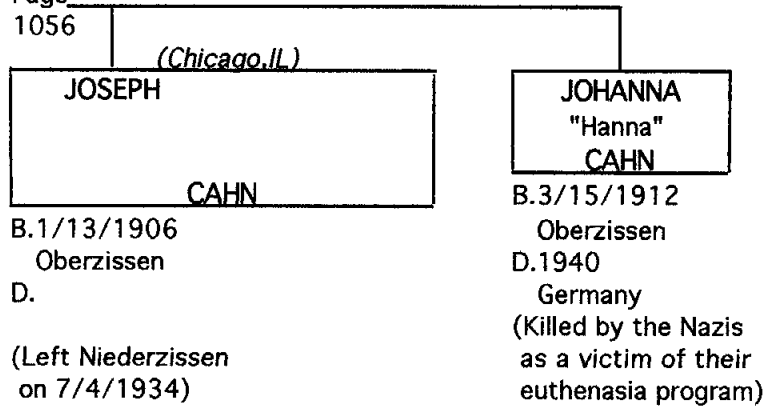 Page
1056
(Chicago,IL)
JOSEPH
CAHN
B.1/13/1906
Oberzissen
D.
(Left Niederzissen
on 7/4/1934)
JOHANNA
"Hanna"
CAHN
B.3/15/1912
Oberzissen
D.1940
Germany
(Killed by the Nazis
as a victim of their
euthenasia program)